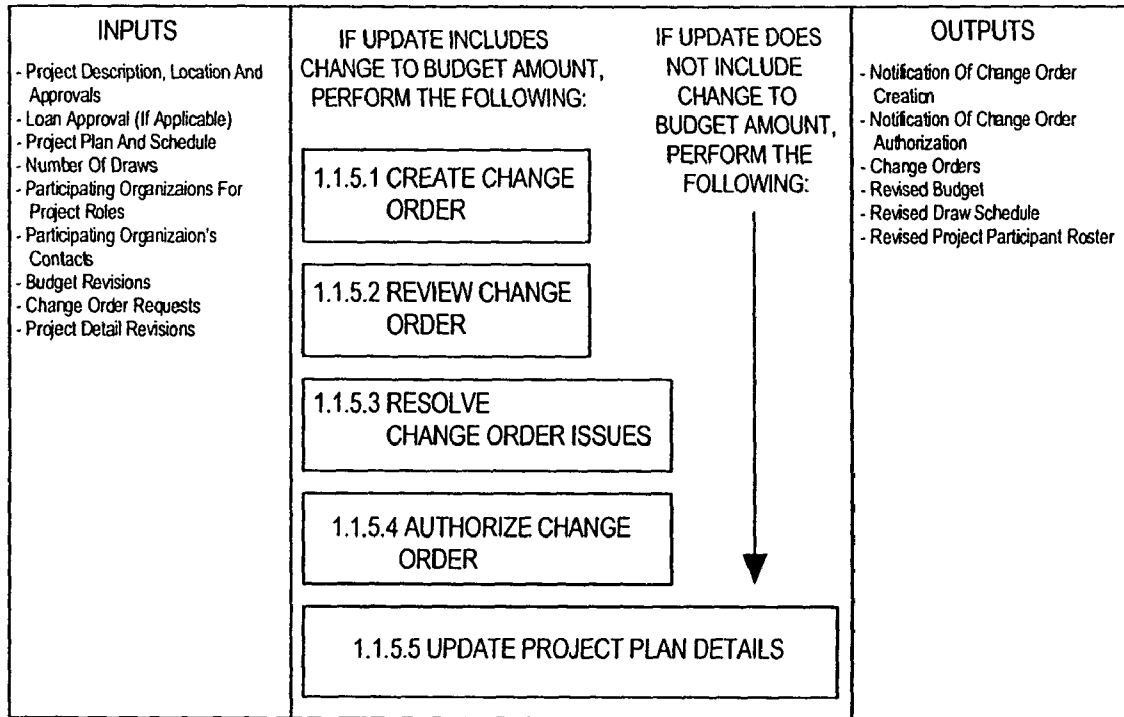 INPUTS
- Project Description, Location And
Approvals
- Loan Approval (If Applicable)
- Project Plan And Schedule
- Number Of Draws
- Participating Organizaions For
Project Roles
- Participating Organizaion's
Contacts
- Budget Revisions
- Change Order Requests
- Project Detail Revisions
IF UPDATE INCLUDES
CHANGE TO BUDGET AMOUNT,
PERFORM THE FOLLOWING:
1.1.5.1 CREATE CHANGE
ORDER
1.1.5.2 REVIEW CHANGE
ORDER
1.1.5.3 RESOLVE
CHANGE ORDER ISSUES
1.1.5.4 AUTHORIZE CHANGE
ORDER
IF UPDATE DOES
NOT INCLUDE
CHANGE TO
BUDGET AMOUNT,
PERFORM THE
FOLLOWING:
1.1.5.5 UPDATE PROJECT PLAN DETAILS
OUTPUTS
- Notification Of Change Order
Creation
- Notification Of Change Order
Authorization
- Change Orders
- Revised Budget
- Revised Draw Schedule
- Revised Project Participant Roster